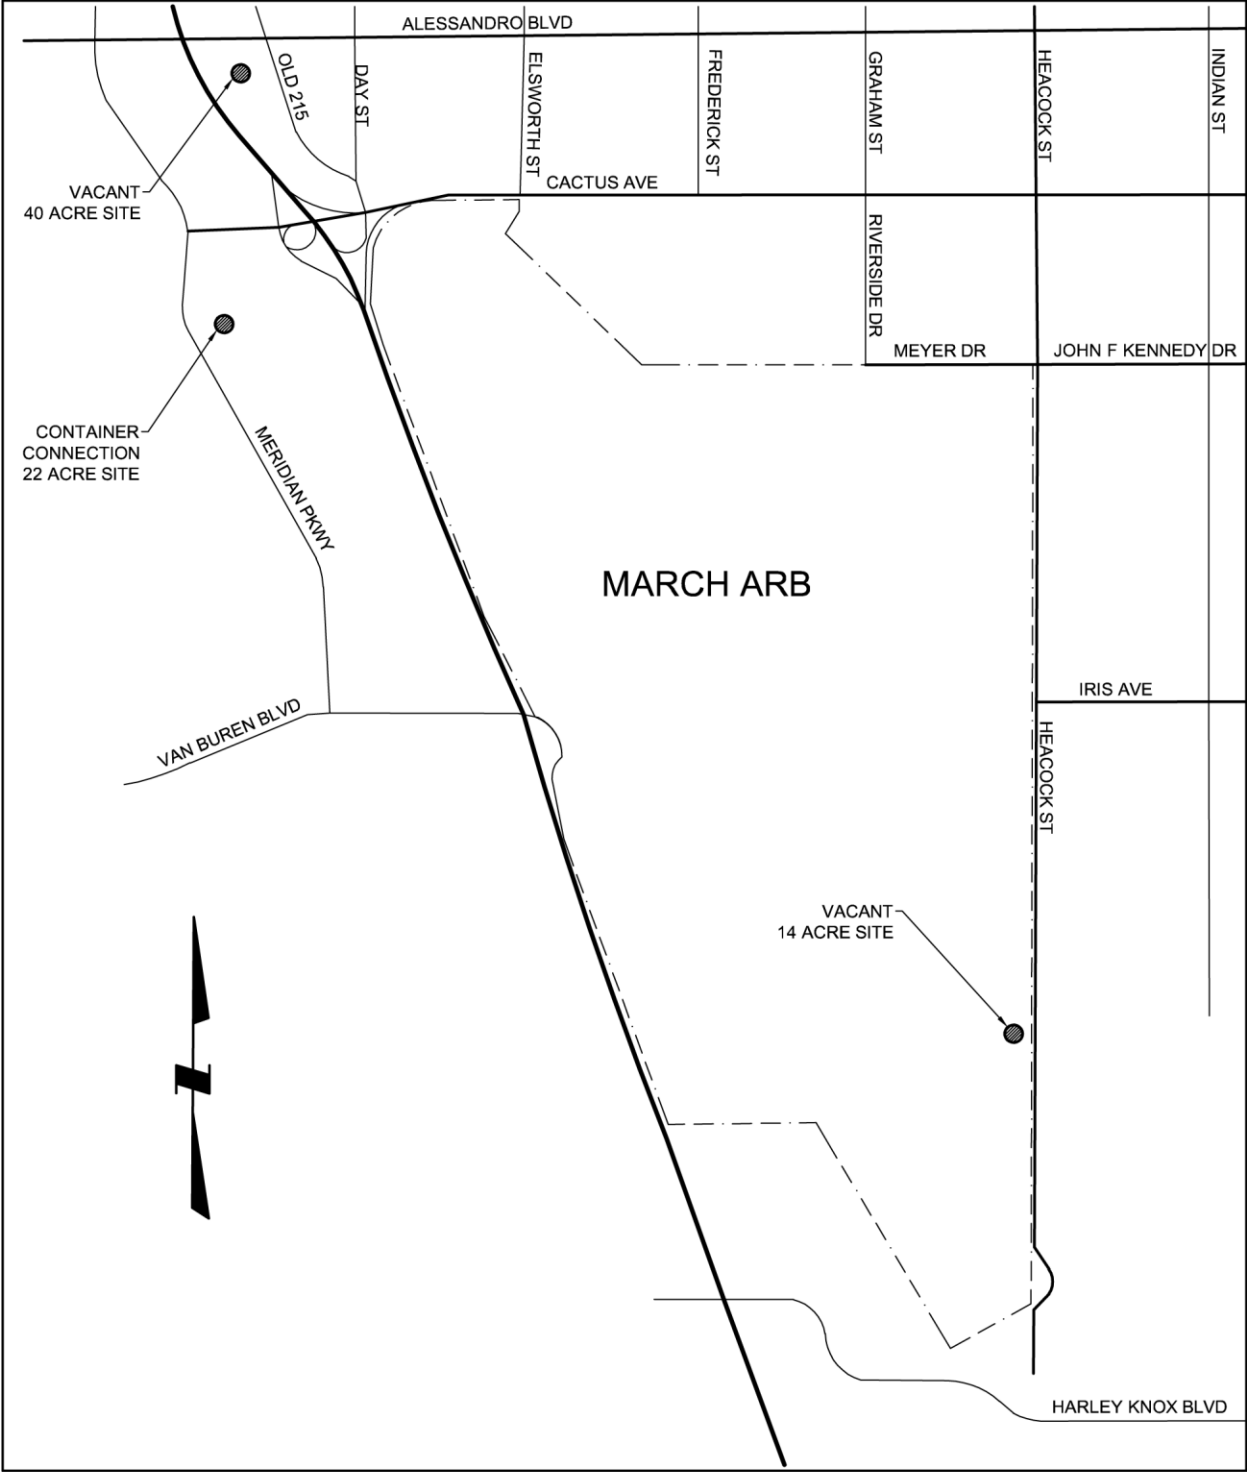 ALESSANDRO BLVD
OLD 215
DAY ST
ELSWORTH ST
FREDERICK ST
GRAHAM ST
HEACOCK ST
INDIAN ST
VACANT
40 ACRE SITE
CACTUS AVE
RIVERSIDE DR
MEYER DR
JOHN F KENNEDY DR
CONTAINER
CONNECTION
22 ACRE SITE
MERIDIAN PKWY
MARCH ARB
IRIS AVE
VAN BUREN BLVD
HEACOCK ST
VACANT
14 ACRE SITE
N
HARLEY KNOX BLVD